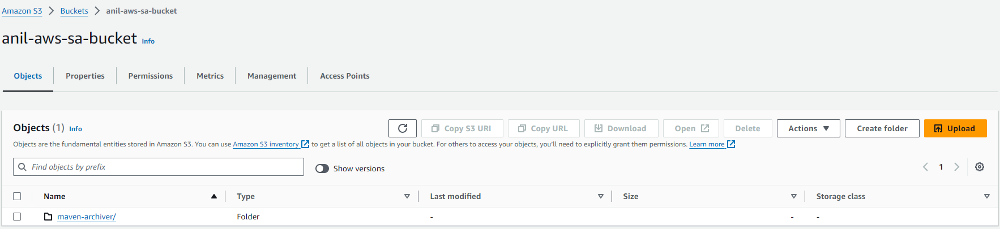 Amazon S3 > Buckets > anil-aws-sa-bucket
anil-aws-sa-bucket Info
Objects Properties Permissions Metrics Management Access Points
Objects (1) Info Copy S3 URI Copy URL Download Open Delete Actions Create folder Upload
Objects are the fundamental entities stored in Amazon S3. You can use Amazon S3 inventory to get a list of all objects in your bucket. For others to access your objects, you'll need to explicitly grant them permissions. Learn more
Find objects by prefix Show versions < 1 >
Name Type Last modified Size Storage class
maven-archiver/ Folder - - -